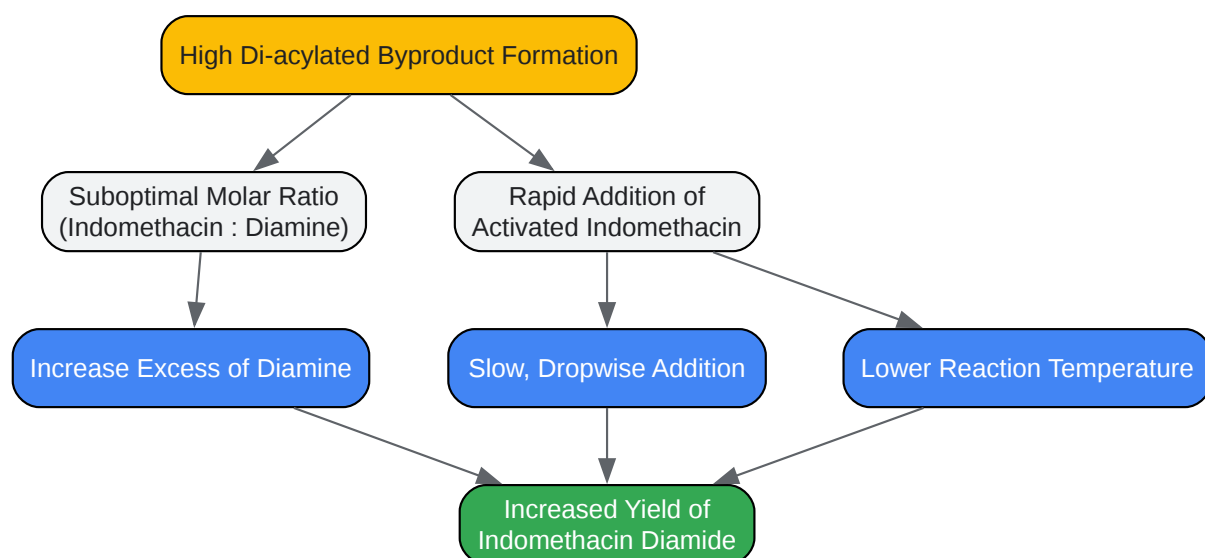 High Di-acylated Byproduct Formation
Suboptimal Molar Ratio
(Indomethacin : Diamine)
Rapid Addition of
Activated Indomethacin
Increase Excess of Diamine
Slow, Dropwise Addition
Lower Reaction Temperature
Increased Yield of
Indomethacin Diamide